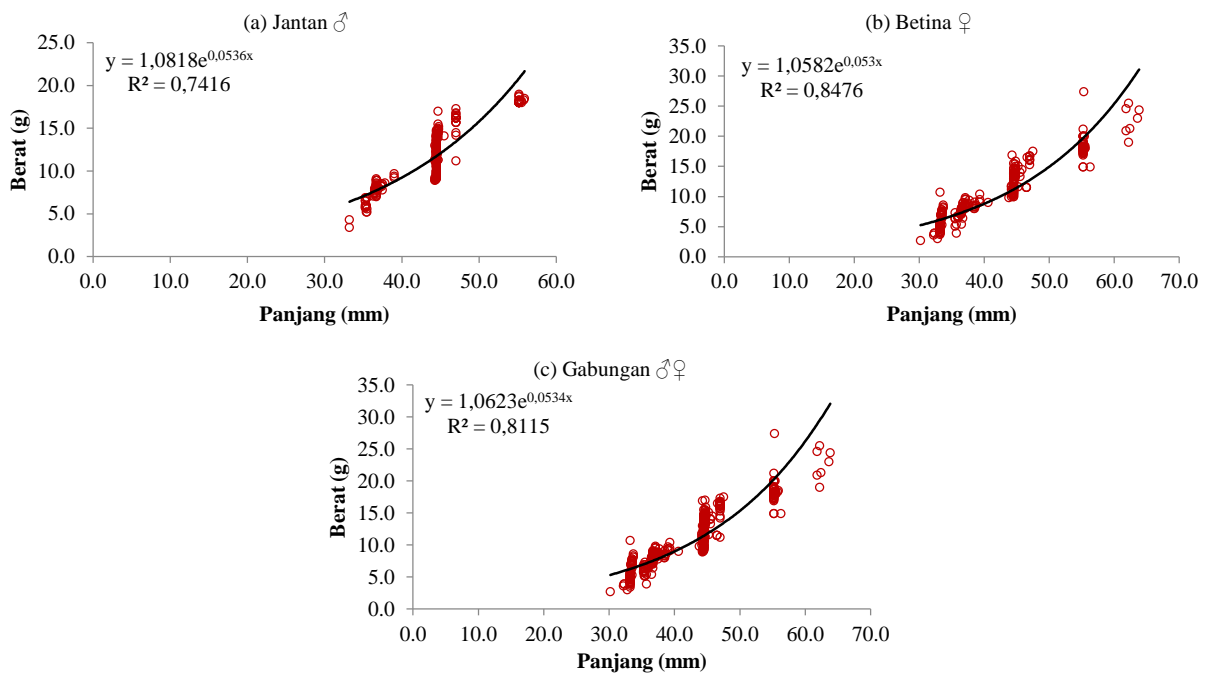 (a) Jantan ♂
y = 1,0818e^0,0536x
R² = 0,7416
25.0
20.0
15.0
10.0
5.0
0.0
Berat (g)
0.0 10.0 20.0 30.0 40.0 50.0 60.0
Panjang (mm)
(b) Betina ♀
y = 1,0582e^0,053x
R² = 0,8476
35.0
30.0
25.0
20.0
15.0
10.0
5.0
0.0
Berat (g)
0.0 10.0 20.0 30.0 40.0 50.0 60.0 70.0
Panjang (mm)
(c) Gabungan ♂♀
y = 1,0623e^0,0534x
R² = 0,8115
35.0
30.0
25.0
20.0
15.0
10.0
5.0
0.0
Berat (g)
0.0 10.0 20.0 30.0 40.0 50.0 60.0 70.0
Panjang (mm)